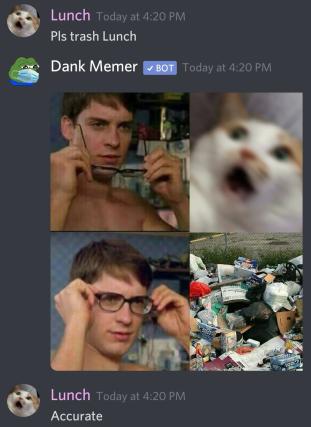 Lunch Today at 4:20 PM
Pls trash Lunch
Dank Memer ✔ BOT Today at 4:20 PM
Lunch Today at 4:20 PM
Accurate